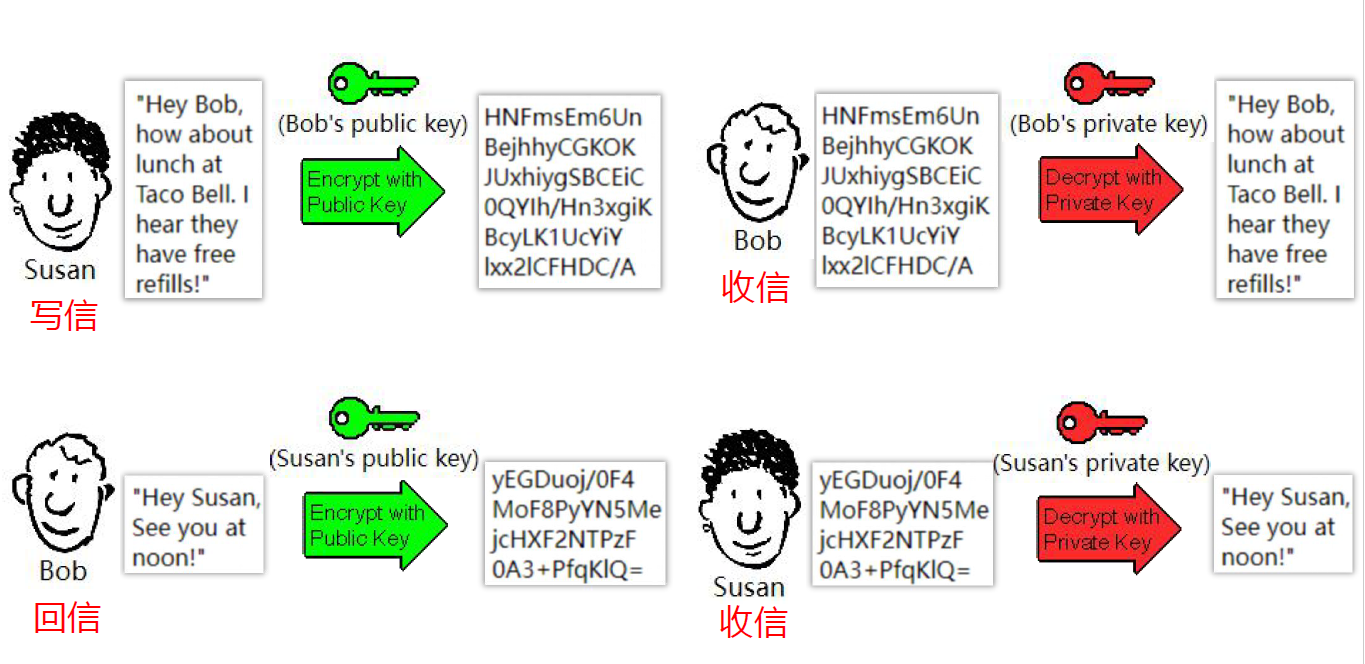 "Hey Bob,
how about
lunch at
Taco Bell. I
hear they
have free
refills!"
Susan
写信
(Bob's public key)
Encrypt with
Public Key
HNFmsEm6Un
BejhhyCGKOK
JUxhiygSBCEiC
0QYIh/Hn3xgiK
BcyLK1UcYiY
lxx2lCFHDC/A
Bob
收信
HNFmsEm6Un
BejhhyCGKOK
JUxhiygSBCEiC
0QYIh/Hn3xgiK
BcyLK1UcYiY
lxx2lCFHDC/A
(Bob's private key)
Decrypt with
Private Key
"Hey Bob,
how about
lunch at
Taco Bell. I
hear they
have free
refills!"
Bob
回信
"Hey Susan,
See you at
noon!"
(Susan's public key)
Encrypt with
Public Key
yEGDuoj/0F4
MoF8PyYN5Me
jcHXF2NTPzF
0A3+PfqKlQ=
Susan
收信
yEGDuoj/0F4
MoF8PyYN5Me
jcHXF2NTPzF
0A3+PfqKlQ=
(Susan's private key)
Decrypt with
Private Key
"Hey Susan,
See you at
noon!"